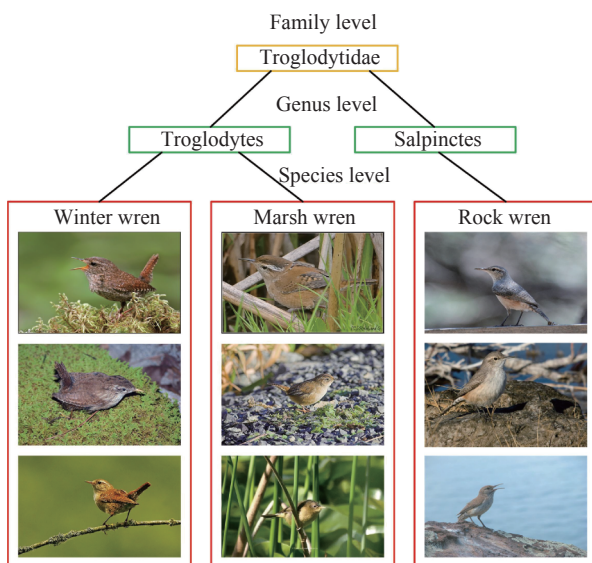 Family level
Troglodytidae
Genus level
Troglodytes
Salpinctes
Species level
Winter wren
Marsh wren
Rock wren